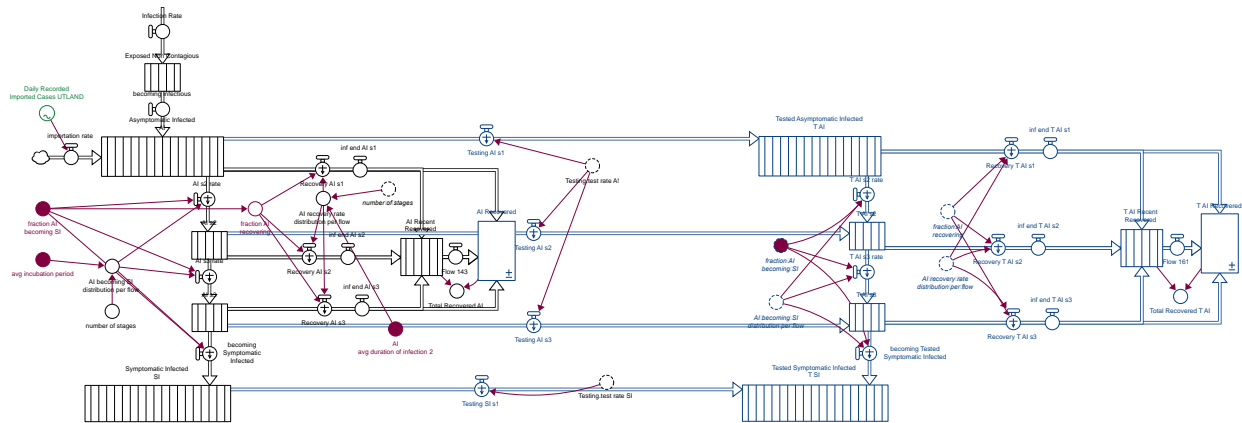 Infection Rate
Exposed Non Contagious
becoming Infectious
Asymptomatic Infected
Daily Recorded
Imported Cases UTLAND
importation rate
AI s2 rate
fraction AI
becoming SI
avg incubation period
AI becoming SI
distribution per flow
number of stages
becoming
Symptomatic
Infected
Symptomatic Infected
SI
inf end AI s1
Recovery AI s1
number of stages
AI recovery rate
distribution per flow
fraction AI
recovering
inf end AI s2
Recovery AI s2
inf end AI s3
Recovery AI s3
AI
avg duration of infection 2
AI Recent
Recovered
AI Recovered
Flow 143
Total Recovered AI
Testing AI s1
Testing.test rate AI
Testing AI s2
Testing AI s3
Testing SI s1
Testing.test rate SI
Tested Asymptomatic Infected
T AI
T AI s2 rate
T AI s3 rate
fraction AI
becoming SI
AI becoming SI
distribution per flow
becoming Tested
Symptomatic Infected
Tested Symptomatic Infected
T SI
inf end T AI s1
Recovery T AI s1
fraction AI
recovering
inf end T AI s2
Recovery T AI s2
AI recovery rate
distribution per flow
inf end T AI s3
Recovery T AI s3
T AI Recent
Recovered
T AI Recovered
Flow 161
Total Recovered T AI